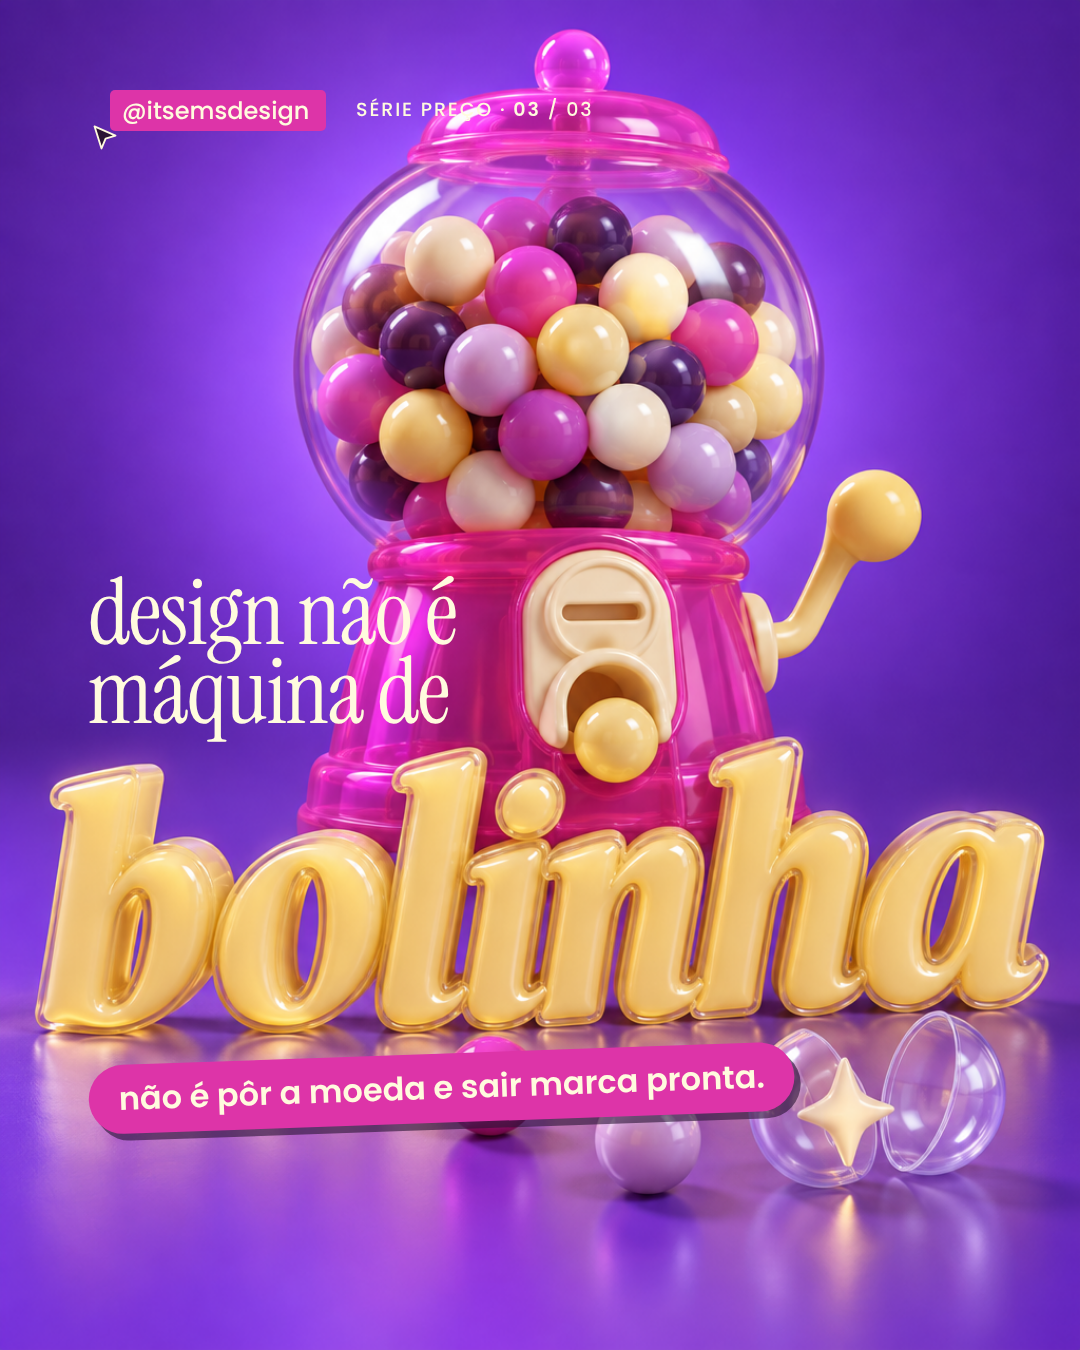 @itsemsdesign
SÉRIE PREÇO · 03 / 03
design não é
máquina de
bolinha
não é pôr a moeda e sair marca pronta.